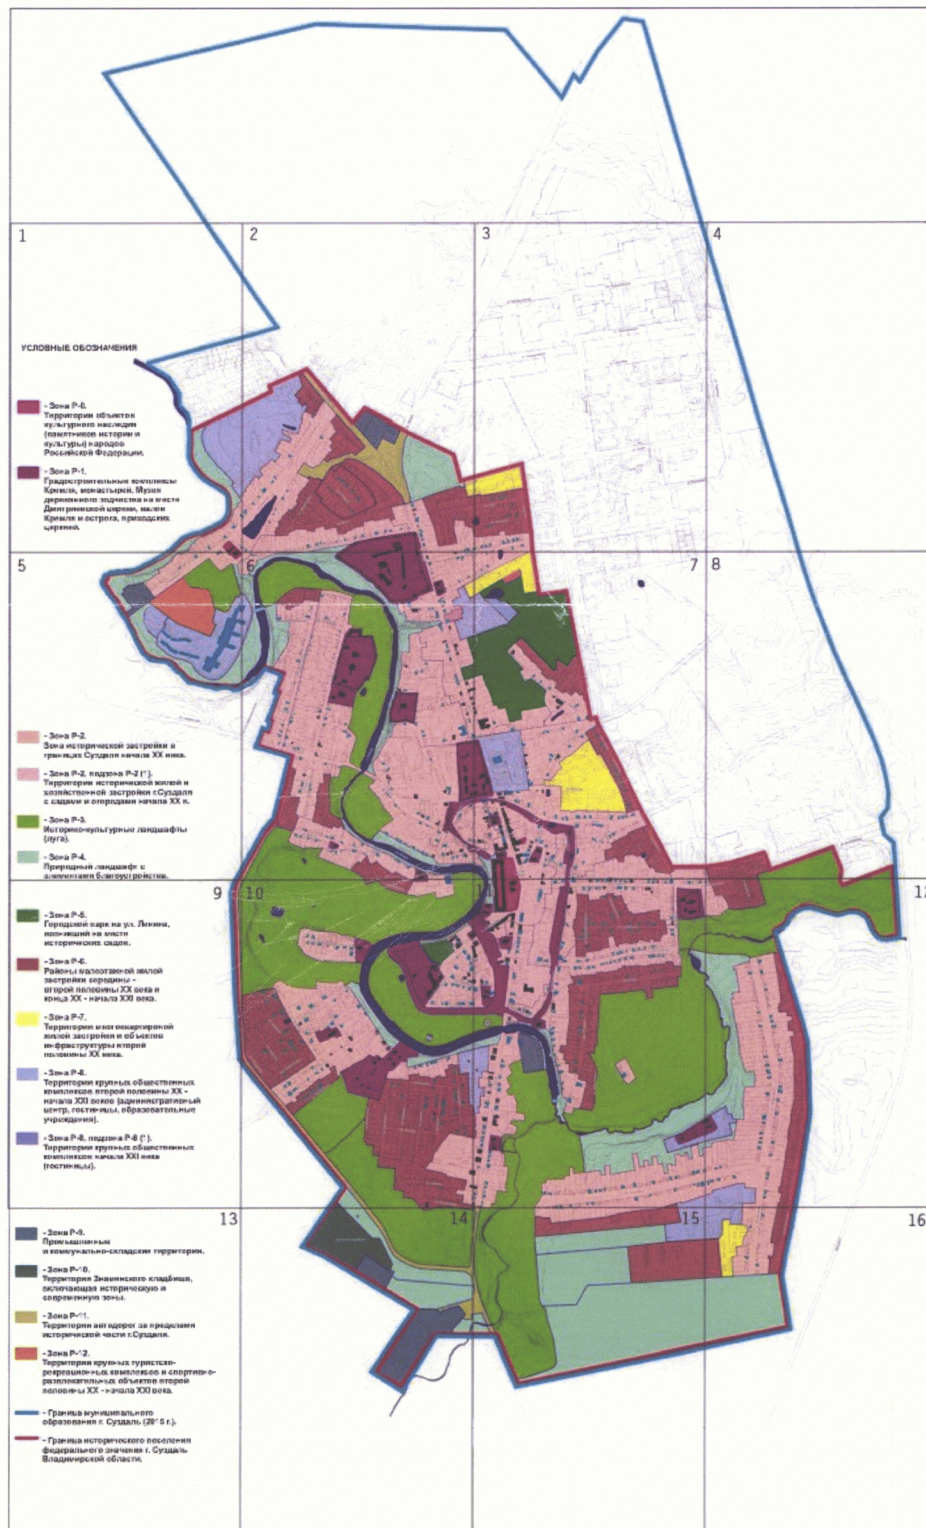 1
2
3
4
УСЛОВНЫЕ ОБОЗНАЧЕНИЯ
- Зона Р-0.
Территории объектов
культурного наследия
(памятников истории и
культуры) народов
Российской Федерации.
- Зона Р-1.
Градостроительные комплексы
Кремля, монастырей, Музея
деревянного зодчества на месте
Дмитриевской церкви, валов
Кремля и острога, приходских
церквей.
5
6
7 8
- Зона Р-2.
Зона исторической застройки в
границах Суздаля начала XX века.
- Зона Р-2, подзона Р-2 (*).
Территории исторической жилой и
хозяйственной застройки г.Суздаля
с садами и огородами начала XX в.
- Зона Р-3.
Историко-культурные ландшафты
(луга).
- Зона Р-4.
Природный ландшафт с
элементами благоустройства.
9 10
11
12
- Зона Р-5.
Городской парк на ул. Ленина,
возникший на месте
исторических садов.
- Зона Р-6.
Районы малоэтажной жилой
застройки середины -
второй половины XX века и
конца XX - начала XXI века.
- Зона Р-7.
Территории многоквартирной
жилой застройки и объектов
инфраструктуры второй
половины XX века.
- Зона Р-8.
Территории крупных общественных
комплексов второй половины XX -
начала XXI веков (административный
центр, гостиницы, образовательные
учреждения).
- Зона Р-8, подзона Р-8 (*).
Территории крупных общественных
комплексов начала XXI века
(гостиницы).
13
14
15
16
- Зона Р-9.
Промышленные
и коммунально-складские территории.
- Зона Р-10.
Территория Знаменского кладбища,
включающая историческую и
современную зоны.
- Зона Р-11.
Территории автодорог за пределами
исторической части г.Суздаля.
- Зона Р-12.
Территории крупных туристско-
рекреационных комплексов и спортивно-
развлекательных объектов второй
половины XX - начала XXI века.
- Граница муниципального
образования г. Суздаль (2015 г.).
- Граница исторического поселения
федерального значения г. Суздаль
Владимирской области.